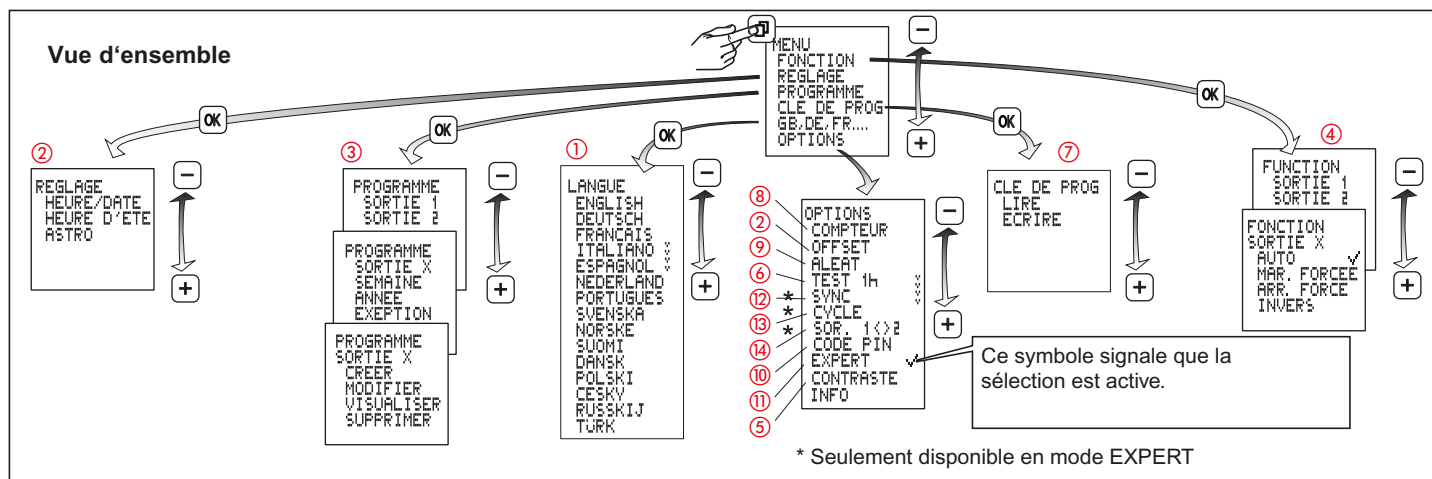 Vue d‘ensemble
MENU
FONCTION
REGLAGE
PROGRAMME
CLE DE PROG
GB,DE,FR....
OPTIONS
−
+
OK
OK
OK
OK
OK
②
REGLAGE
HEURE/DATE
HEURE D'ETE
ASTRO
−
+
③
PROGRAMME
SORTIE 1
SORTIE 2
PROGRAMME
SORTIE X
SEMAINE
ANNEE
EXEPTION
PROGRAMME
SORTIE X
CREER
MODIFIER
VISUALISER
SUPPRIMER
−
+
①
LANGUE
ENGLISH
DEUTSCH
FRANCAIS
ITALIANO
ESPAGNOL
NEDERLAND
PORTUGUES
SVENSKA
NORSKE
SUOMI
DANSK
POLSKI
CESKY
RUSSKIJ
TÜRK
−
+
OPTIONS
⑧ COMPTEUR
② OFFSET
⑨ ALEAT
⑥ TEST 1h
⑫ * SYNC
⑬ * CYCLE
⑭ * SOR. 1<>2
⑩ CODE PIN
⑪ EXPERT ✓
⑤ CONTRASTE
INFO
−
+
Ce symbole signale que la
sélection est active.
* Seulement disponible en mode EXPERT
⑦
CLE DE PROG
LIRE
ECRIRE
−
+
④
FUNCTION
SORTIE 1
SORTIE 2
FONCTION
SORTIE X
AUTO ✓
MAR. FORCEE
ARR. FORCE
INVERS
−
+